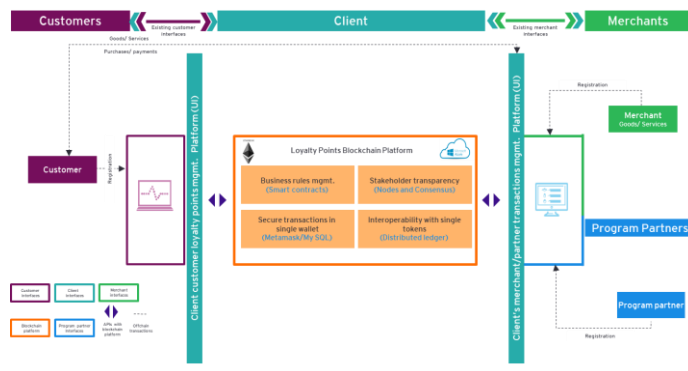 Customers
Existing customer
interfaces
Client
Existing merchant
interfaces
Merchants
Goods/ Services
Purchases/ payments
Client customer loyalty points mgmt. Platform (UI)
Client's merchant/partner transactions mgmt. Platform (UI)
Registration
Merchant
Goods/ Services
Loyalty Points Blockchain Platform
Customer
Registration
Business rules mgmt.
(Smart contracts)
Stakeholder transparency
(Nodes and Consensus)
Secure transactions in
single wallet
(Metamask/My SQL)
Interoperability with single
tokens
(Distributed ledger)
Program Partners
Program partner
Registration
Customer
interfaces
Client
interfaces
Merchant
interfaces
Blockchain
platform
Program partner
interfaces
APIs with
blockchain
platform
Offchain
transactions